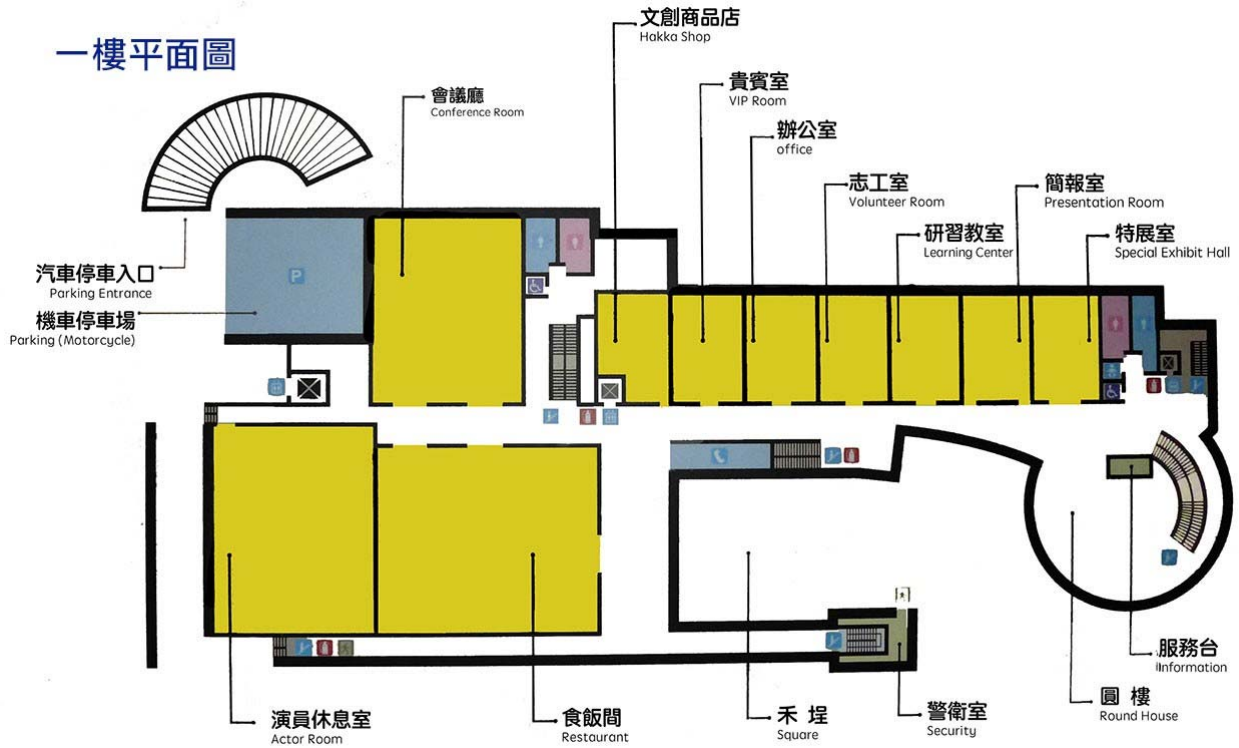 一樓平面圖
文創商品店
Hakka Shop
會議廳
Conference Room
貴賓室
VIP Room
辦公室
office
志工室
Volunteer Room
簡報室
Presentation Room
研習教室
Learning Center
特展室
Special Exhibit Hall
汽車停車入口
Parking Entrance
機車停車場
Parking (Motorcycle)
P
服務台
Information
圓樓
Round House
演員休息室
Actor Room
食飯間
Restaurant
禾埕
Square
警衛室
Security